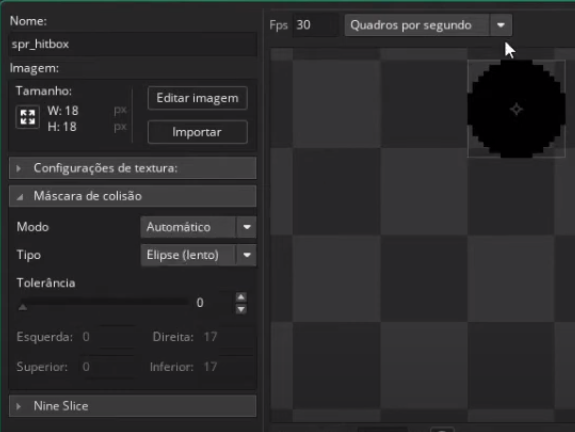 Nome:
spr_hitbox
Imagem:
Tamanho:
W: 18 px
H: 18 px
Editar imagem
Importar
Configurações de textura:
Máscara de colisão
Modo Automático
Tipo Elipse (lento)
Tolerância
0
Esquerda: 0 Direita: 17
Superior: 0 Inferior: 17
Nine Slice
Fps 30 Quadros por segundo